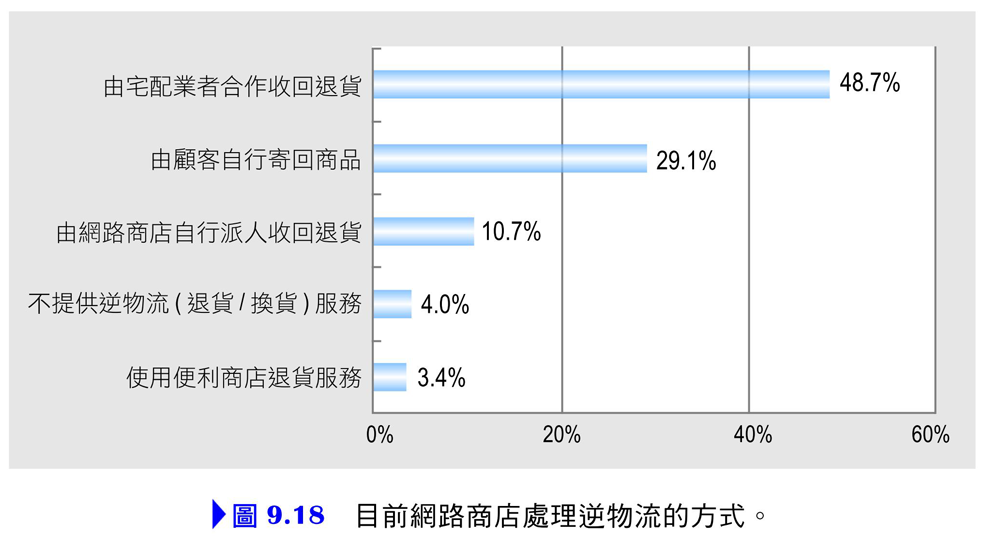 由宅配業者合作收回退貨 48.7%
由顧客自行寄回商品 29.1%
由網路商店自行派人收回退貨 10.7%
不提供逆物流 ( 退貨 / 換貨 ) 服務 4.0%
使用便利商店退貨服務 3.4%
0% 20% 40% 60%
圖 9.18 目前網路商店處理逆物流的方式。